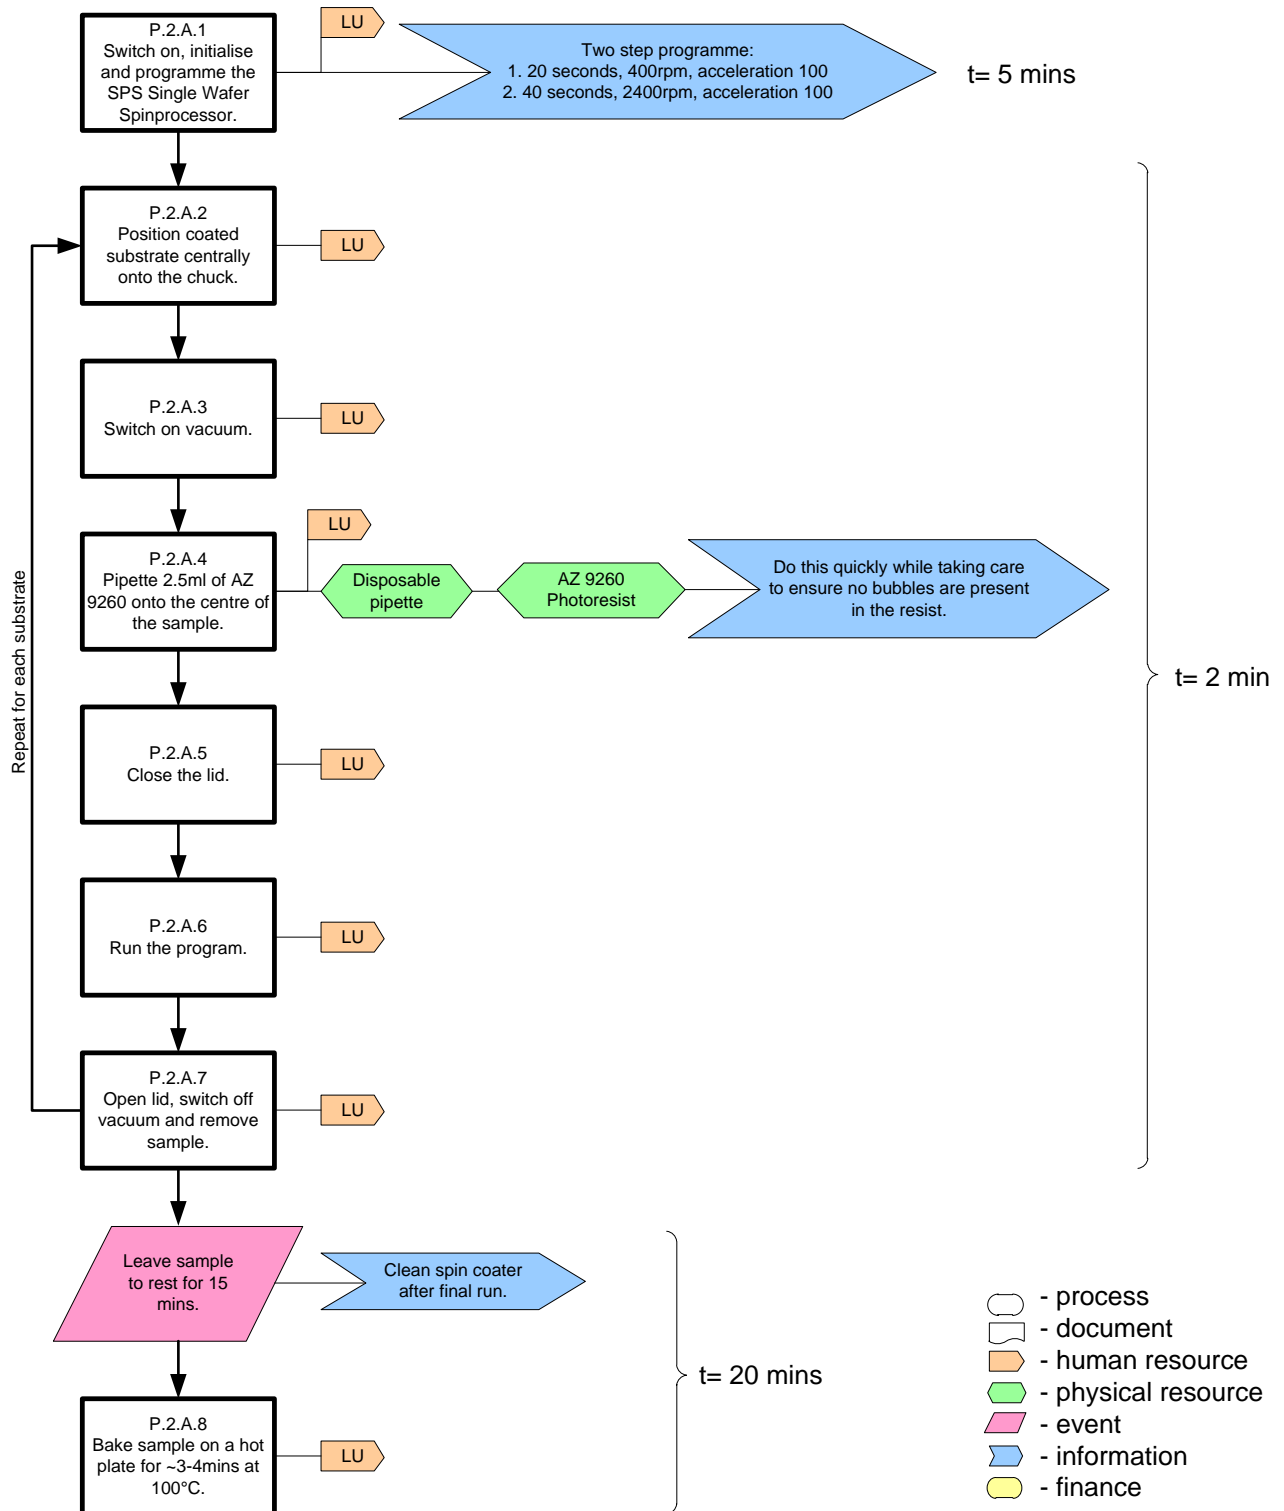 P.2.A.1
Switch on, initialise
and programme the
SPS Single Wafer
Spinprocessor.
LU
Two step programme:
1. 20 seconds, 400rpm, acceleration 100
2. 40 seconds, 2400rpm, acceleration 100
t= 5 mins
P.2.A.2
Position coated
substrate centrally
onto the chuck.
LU
P.2.A.3
Switch on vacuum.
LU
P.2.A.4
Pipette 2.5ml of AZ
9260 onto the centre of
the sample.
LU
Disposable
pipette
AZ 9260
Photoresist
Do this quickly while taking care
to ensure no bubbles are present
in the resist.
t= 2 min
Repeat for each substrate
P.2.A.5
Close the lid.
LU
P.2.A.6
Run the program.
LU
P.2.A.7
Open lid, switch off
vacuum and remove
sample.
LU
Leave sample
to rest for 15
mins.
Clean spin coater
after final run.
t= 20 mins
P.2.A.8
Bake sample on a hot
plate for ~3-4mins at
100°C.
LU
- process
- document
- human resource
- physical resource
- event
- information
- finance